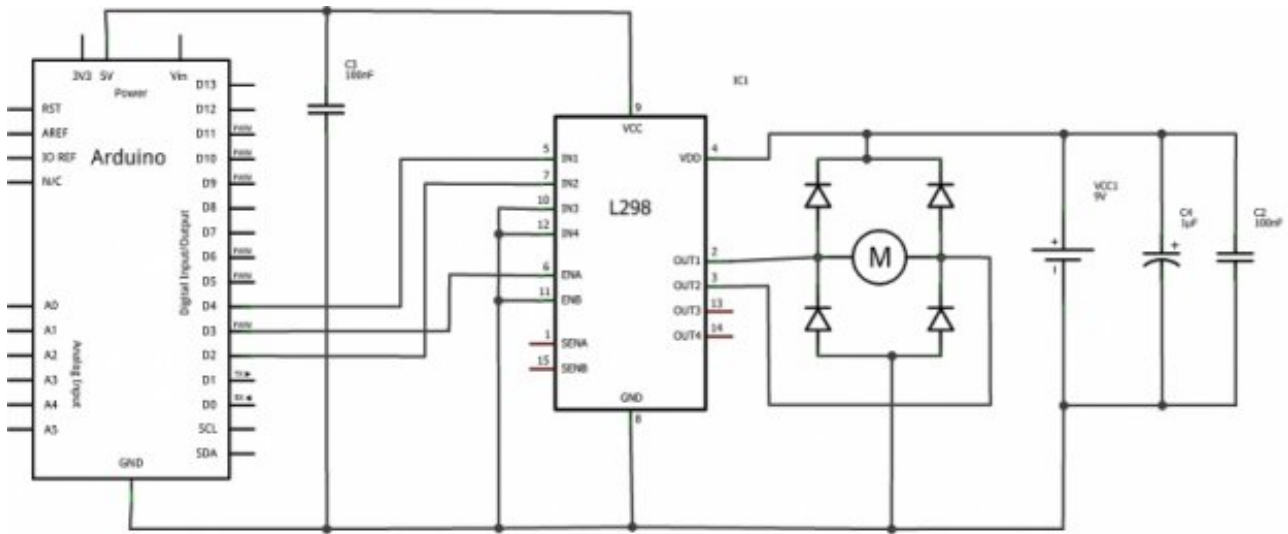 3V3 5V Vin
Power
Arduino
RST
AREF
IO REF
N/C
A0
A1
A2
A3
A4
A5
Analog Input
Digital Input/Output
D13
D12
D11 PWM
D10 PWM
D9 PWM
D8
D7
D6 PWM
D5 PWM
D4
D3 PWM
D2
D1 TX
D0 RX
SCL
SDA
GND
C3
100nF
IC1
9
VCC
L298
5 IN1
7 IN2
10 IN3
12 IN4
6 ENA
11 ENB
1 SENA
15 SENB
VDD 4
OUT1 2
OUT2 3
OUT3 13
OUT4 14
GND
8
M
VCC1
9V
+
-
C4
1µF
+
C2
100nF